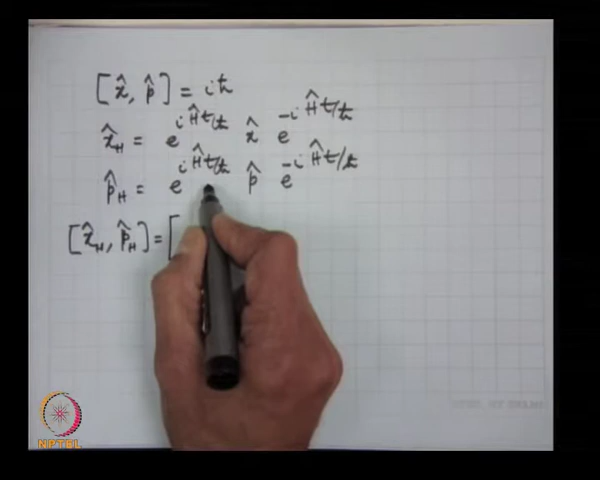 [x̂, p̂] = iħ
x̂_H = e^{iĤt/ħ} x̂ e^{-iĤt/ħ}
p̂_H = e^{iĤt/ħ} p̂ e^{-iĤt/ħ}
[x̂_H, p̂_H] = [
NPTEL